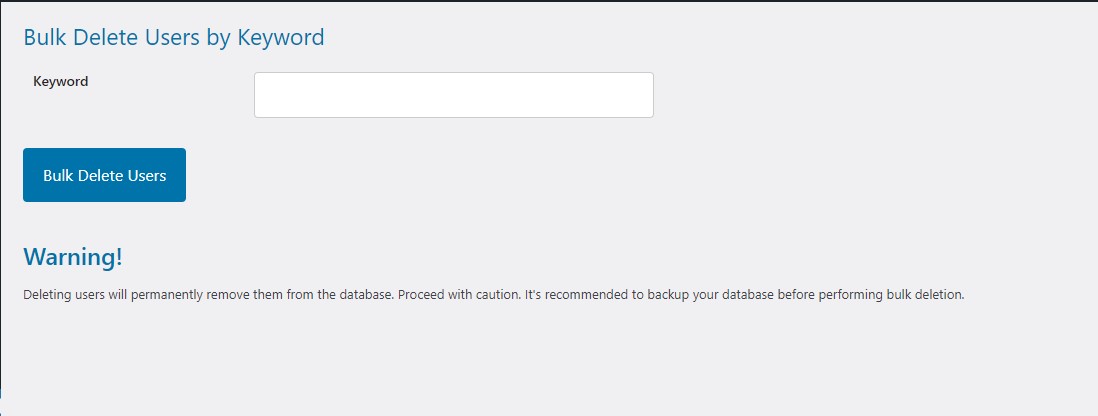 Bulk Delete Users by Keyword
Keyword
Bulk Delete Users
Warning!
Deleting users will permanently remove them from the database. Proceed with caution. It's recommended to backup your database before performing bulk deletion.